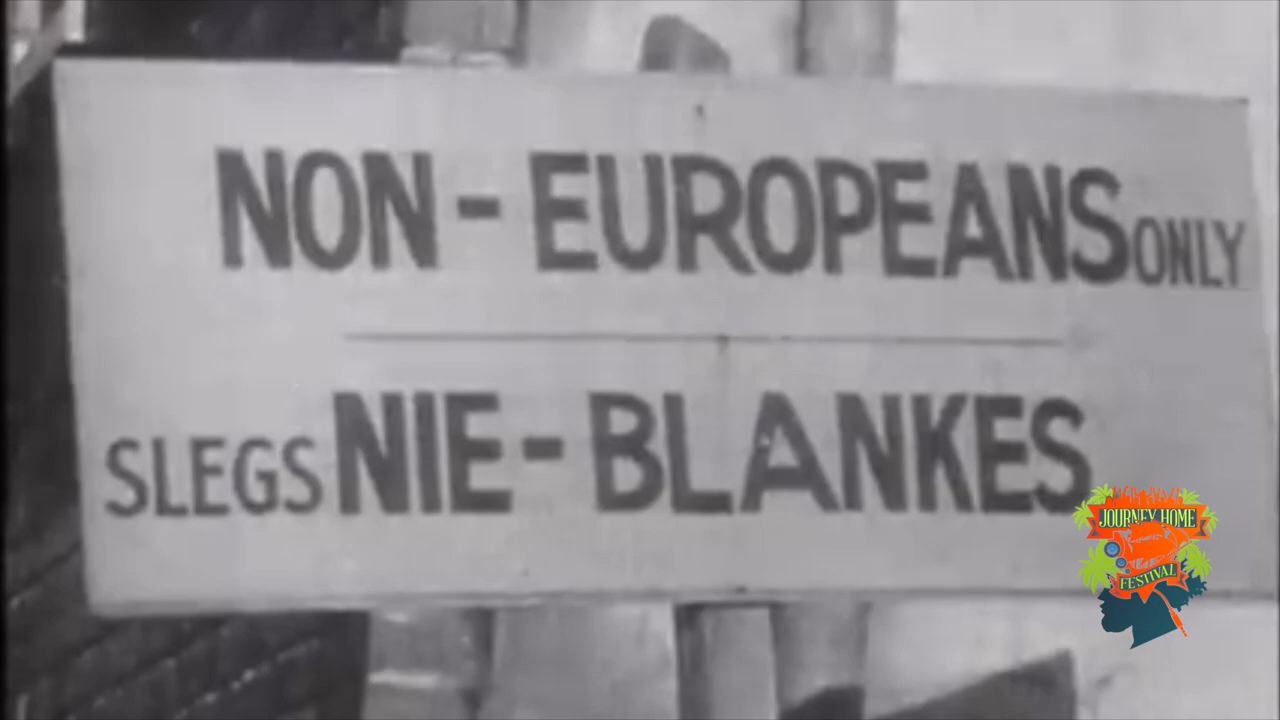 NON-EUROPEANS ONLY
SLEGS NIE-BLANKES
JOURNEY HOME
FESTIVAL